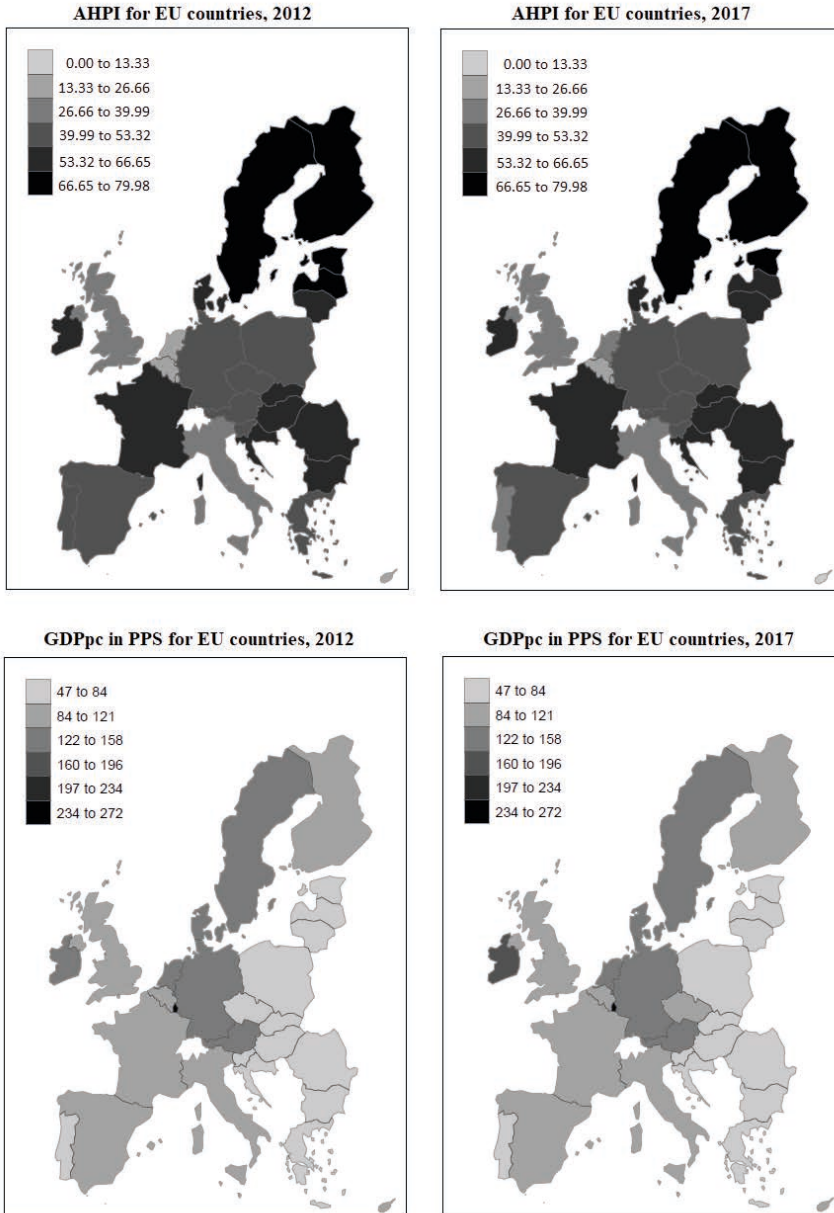 AHPI for EU countries, 2012
0.00 to 13.33
13.33 to 26.66
26.66 to 39.99
39.99 to 53.32
53.32 to 66.65
66.65 to 79.98
AHPI for EU countries, 2017
0.00 to 13.33
13.33 to 26.66
26.66 to 39.99
39.99 to 53.32
53.32 to 66.65
66.65 to 79.98
GDPpc in PPS for EU countries, 2012
47 to 84
84 to 121
122 to 158
160 to 196
197 to 234
234 to 272
GDPpc in PPS for EU countries, 2017
47 to 84
84 to 121
122 to 158
160 to 196
197 to 234
234 to 272